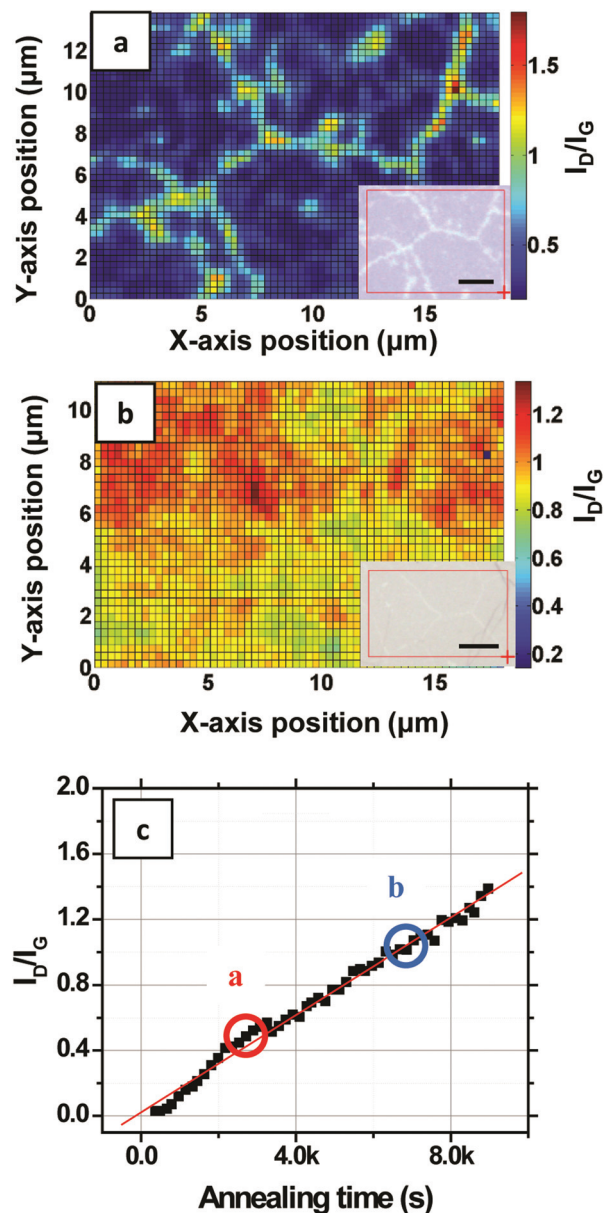 a
12
10
8
6
4
2
0
Y-axis position (µm)
0
5
10
15
X-axis position (µm)
1.5
1
0.5
I_D/I_G
b
10
8
6
4
2
0
Y-axis position (µm)
0
5
10
15
X-axis position (µm)
1.2
1
0.8
0.6
0.4
0.2
I_D/I_G
c
2.0
1.6
1.2
0.8
0.4
0.0
I_D/I_G
b
a
0.0
4.0k
8.0k
Annealing time (s)